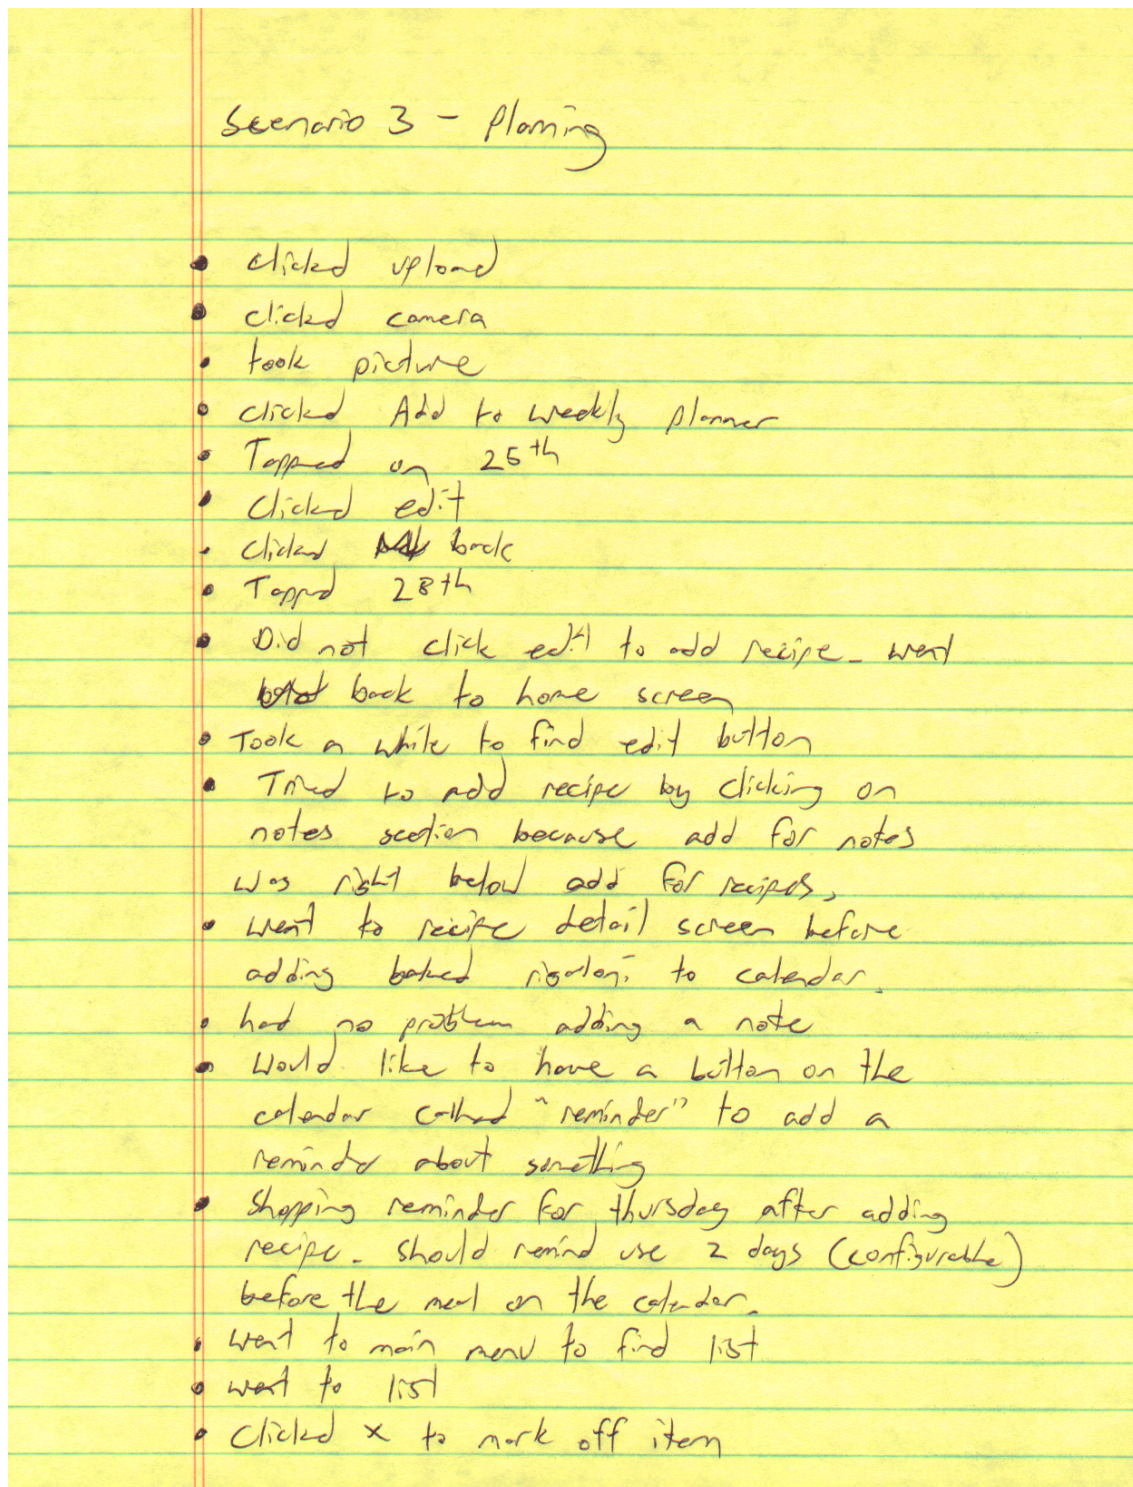 Scenario 3 - Planning
• clicked upload
• clicked camera
• took picture
• clicked Add to weekly planner
• Tapped on 25th
• Clicked edit
• clicked back
• Tapped 28th
• Did not click edit to add recipe - went
back to home screen
• Took a while to find edit button
• Tried to add recipe by clicking on
notes section because add for notes
was right below add for recipes.
• went to recipe detail screen before
adding baked rigatoni to calendar.
• had no problem adding a note
• Would like to have a button on the
calendar called "reminder" to add a
reminder about something
• Shopping reminder for thursday after adding
recipe - should remind use 2 days (configurable)
before the meal on the calendar.
• went to main menu to find list
• went to list
• Clicked x to mark off item